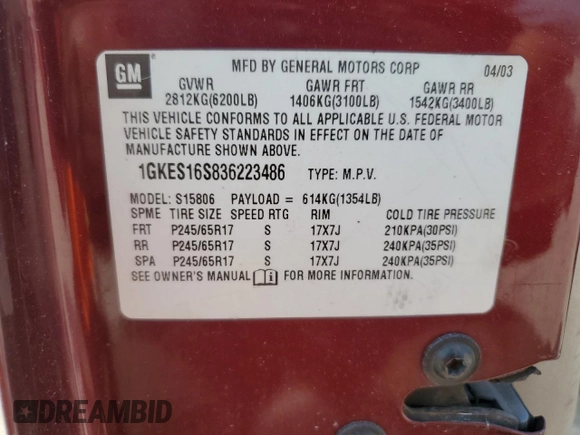 GM
MFD BY GENERAL MOTORS CORP 04/03
GVWR GAWR FRT GAWR RR
2812KG(6200LB) 1406KG(3100LB) 1542KG(3400LB)
THIS VEHICLE CONFORMS TO ALL APPLICABLE U.S. FEDERAL MOTOR
VEHICLE SAFETY STANDARDS IN EFFECT ON THE DATE OF
MANUFACTURE SHOWN ABOVE.
1GKES16S836223486 TYPE: M.P.V.
MODEL: S15806 PAYLOAD = 614KG(1354LB)
SPME TIRE SIZE SPEED RTG RIM COLD TIRE PRESSURE
FRT P245/65R17 S 17X7J 210KPA(30PSI)
RR P245/65R17 S 17X7J 240KPA(35PSI)
SPA P245/65R17 S 17X7J 240KPA(35PSI)
SEE OWNER'S MANUAL FOR MORE INFORMATION.
DREAMBID